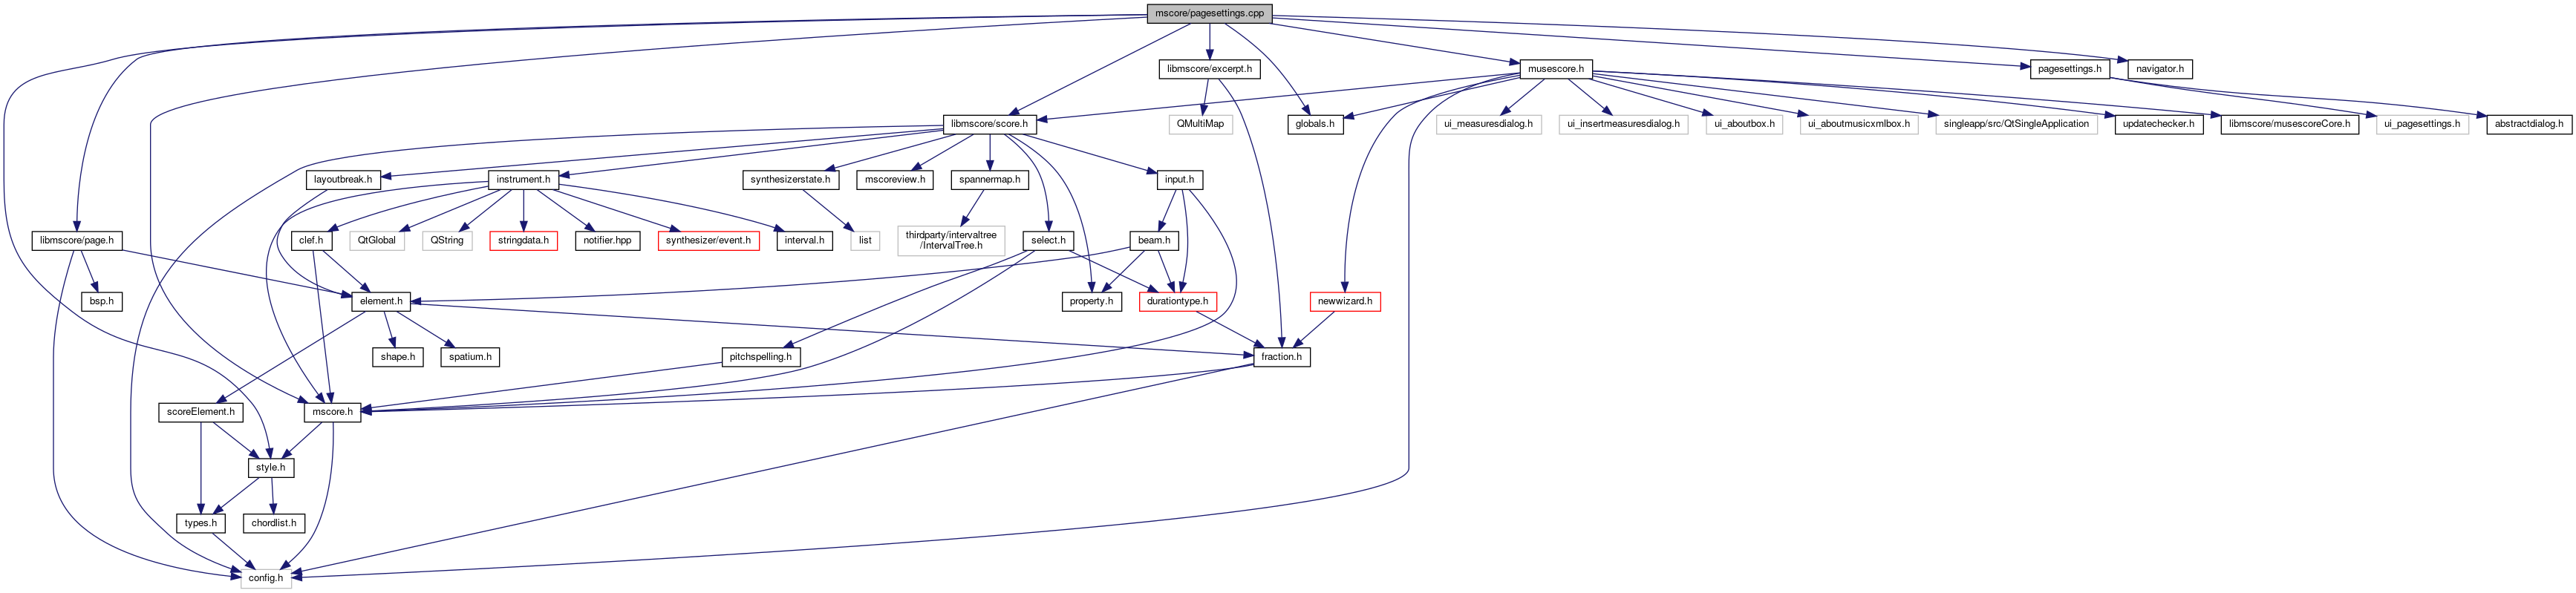 mscore/pagesettings.cpp
libmscore/excerpt.h
musescore.h
pagesettings.h
navigator.h
libmscore/score.h
QMultiMap
globals.h
ui_measuresdialog.h
ui_insertmeasuresdialog.h
ui_aboutbox.h
ui_aboutmusicxmlbox.h
singleapp/src/QtSingleApplication
updatechecker.h
libmscore/musescoreCore.h
ui_pagesettings.h
abstractdialog.h
layoutbreak.h
instrument.h
synthesizerstate.h
mscoreview.h
spannermap.h
input.h
libmscore/page.h
clef.h
QtGlobal
QString
stringdata.h
notifier.hpp
synthesizer/event.h
interval.h
list
thirdparty/intervaltree
/IntervalTree.h
select.h
beam.h
bsp.h
element.h
property.h
durationtype.h
newwizard.h
shape.h
spatium.h
pitchspelling.h
fraction.h
scoreElement.h
mscore.h
style.h
types.h
chordlist.h
config.h